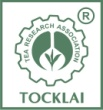 ®
TEA RESEARCH ASSOCIATION
TOCKLAI